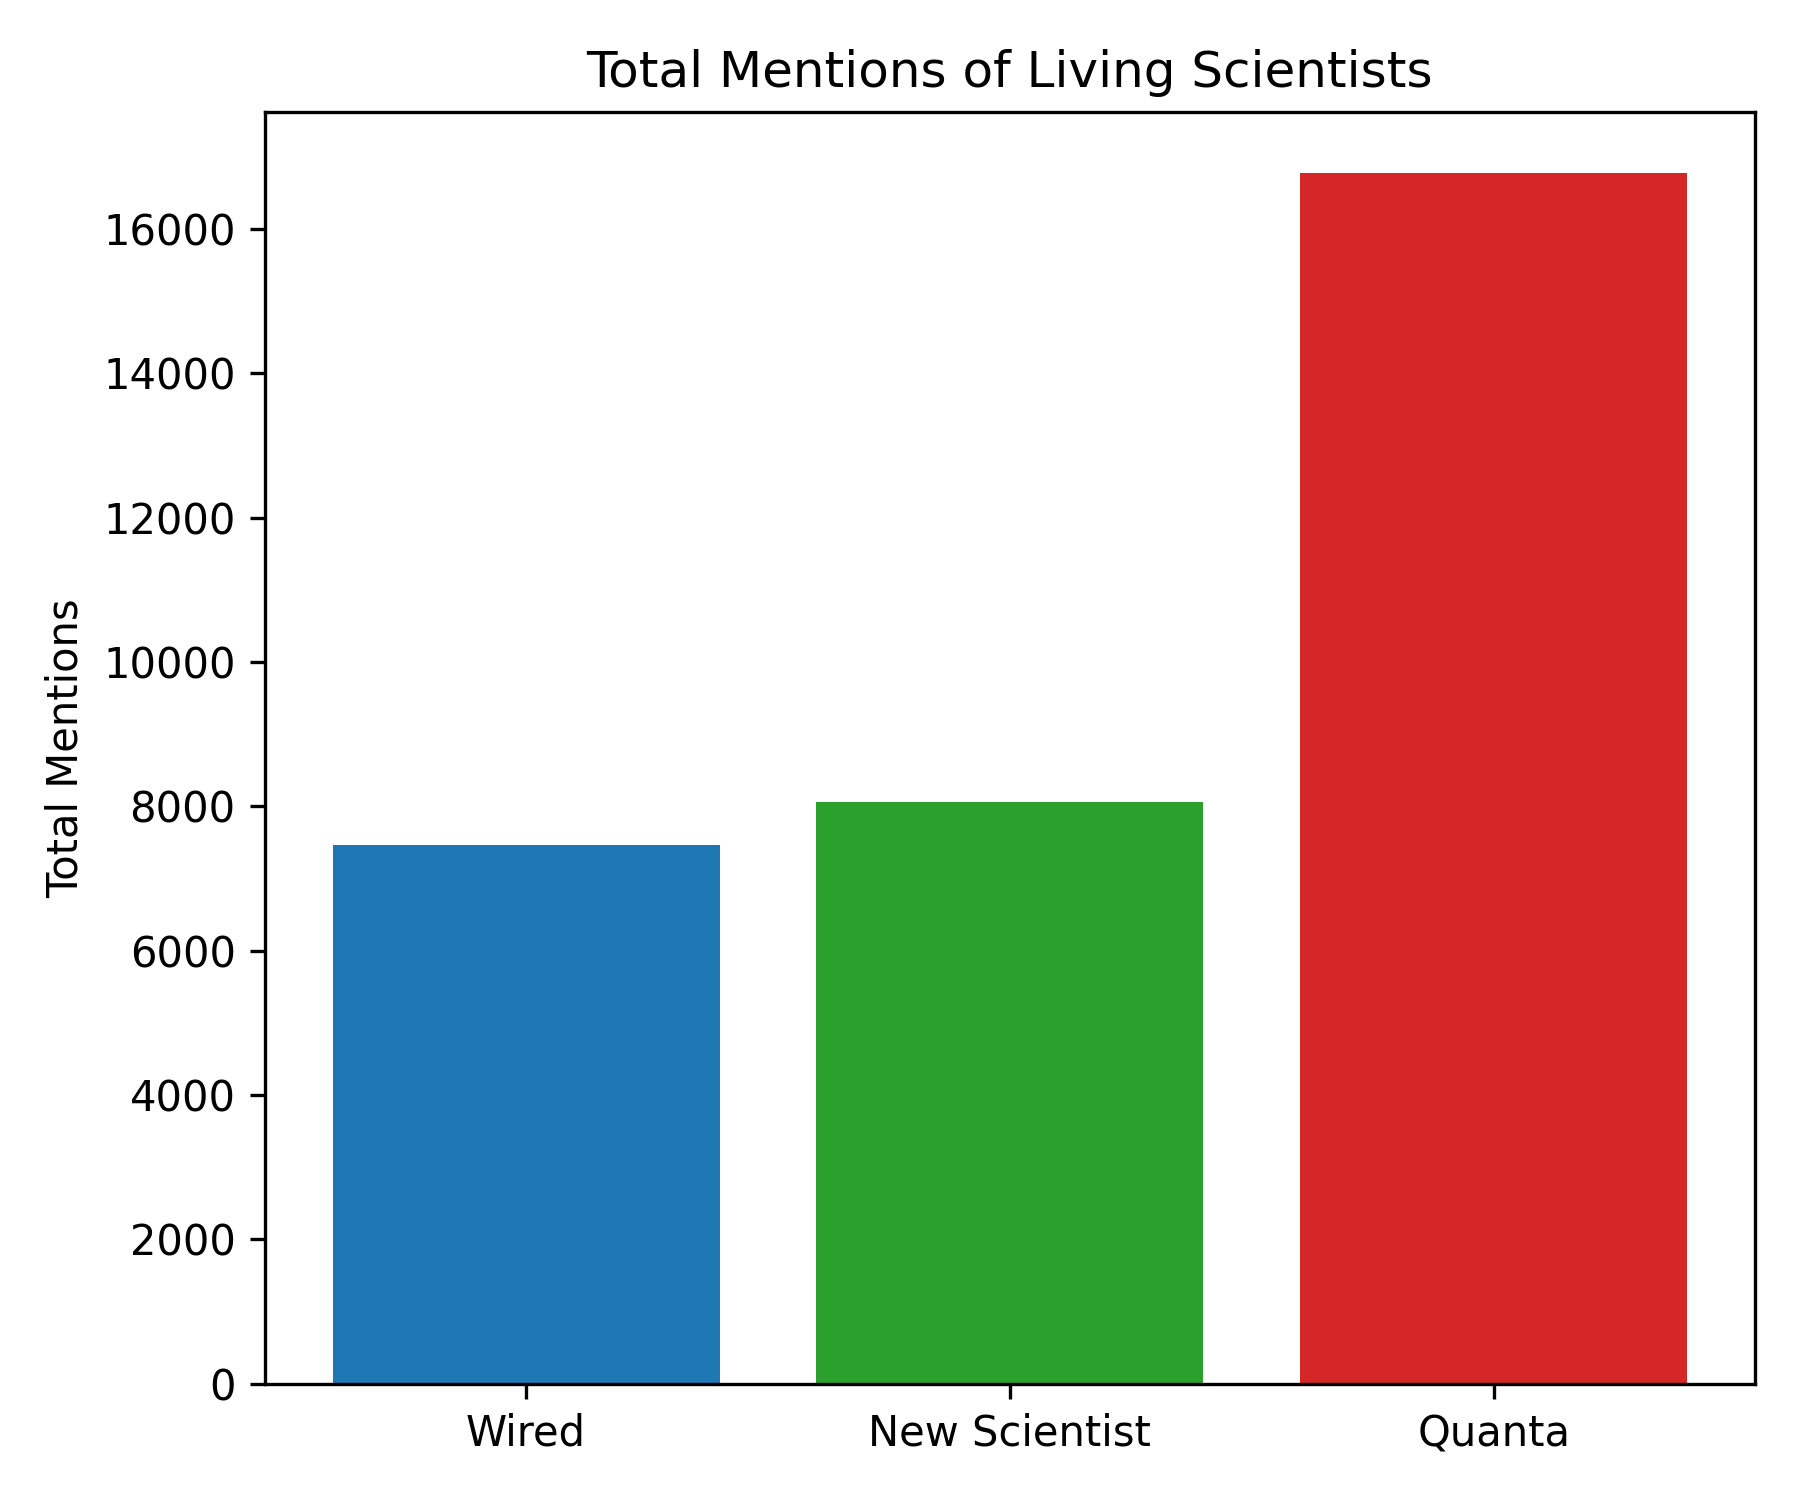 Total Mentions of Living Scientists
Total Mentions
16000
14000
12000
10000
8000
6000
4000
2000
0
Wired
New Scientist
Quanta